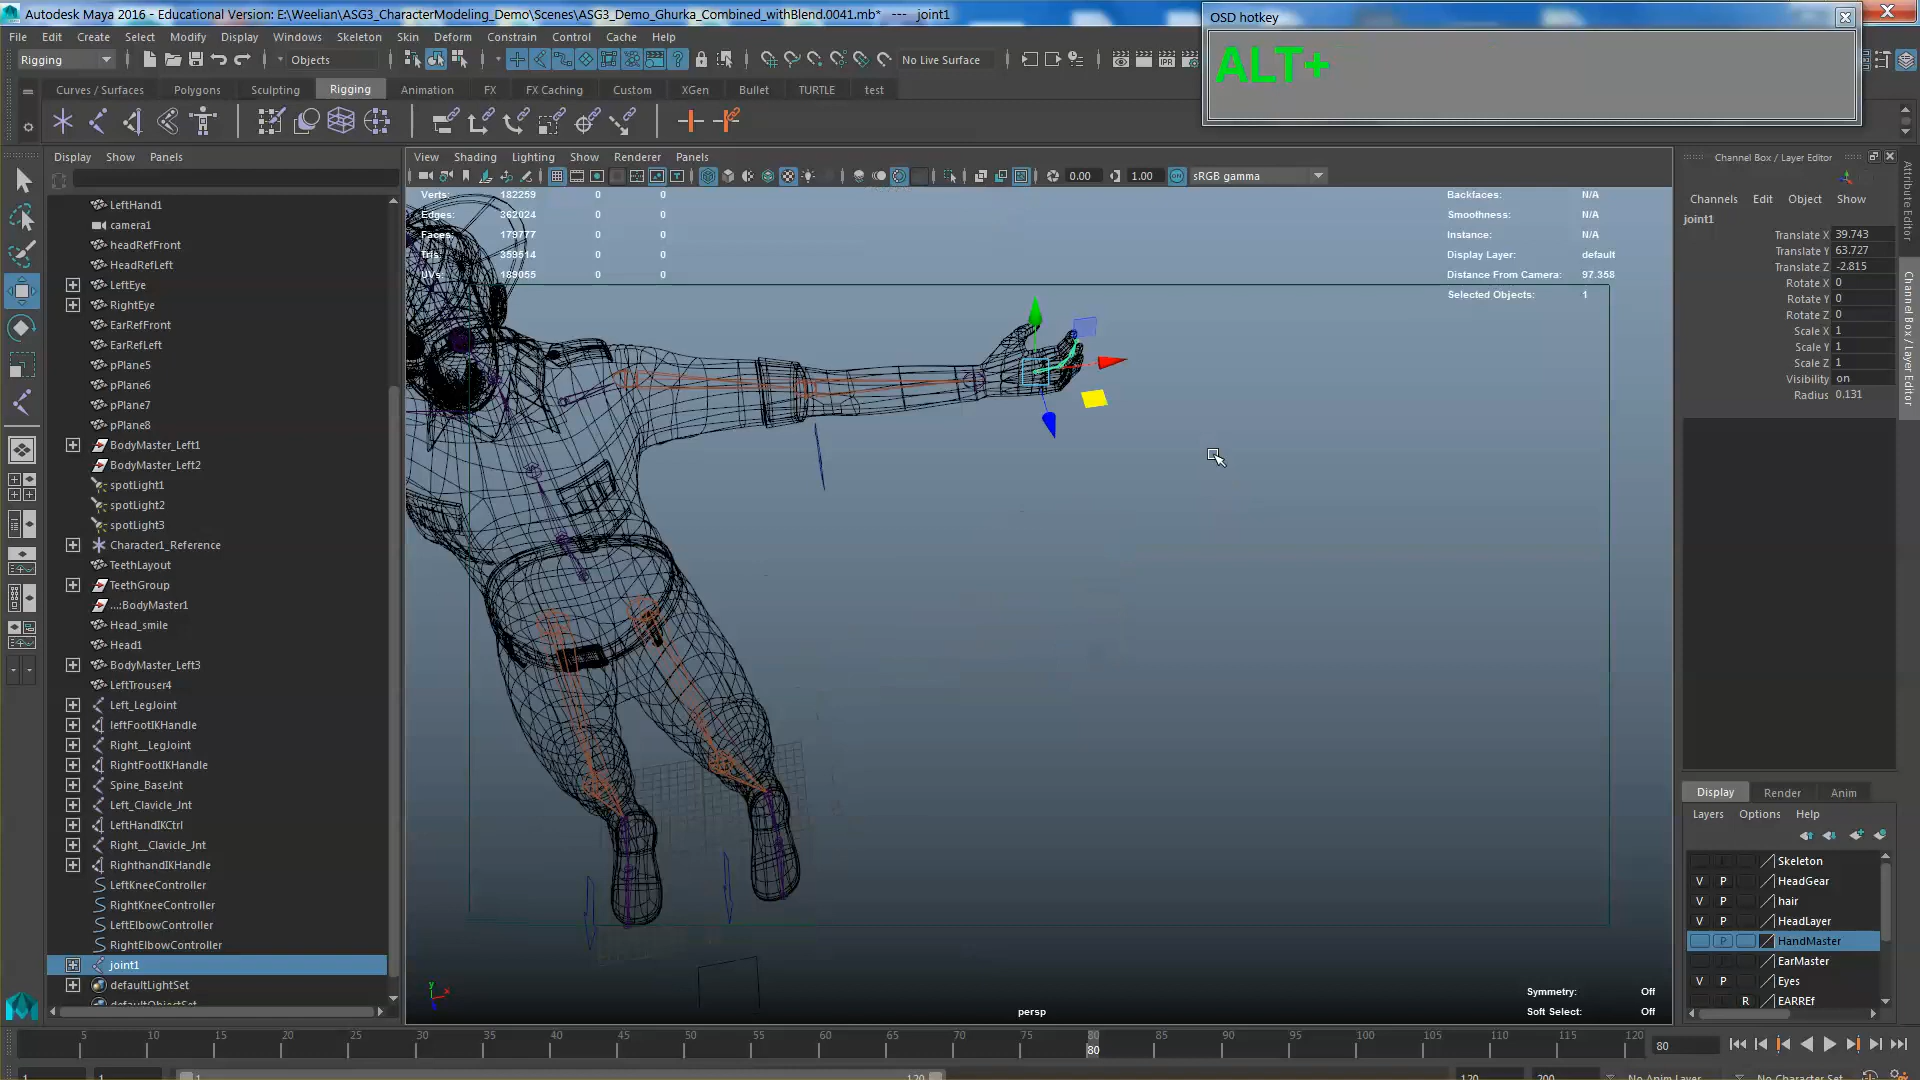 Autodesk Maya 2016 - Educational Version: E:\Weelian\ASG3_CharacterModeling_Demo\Scenes\ASG3_Demo_Ghurka_Combined_withBlend.0041.mb* --- joint1
OSD hotkey
ALT+
File Edit Create Select Modify Display Windows Skeleton Skin Deform Constrain Control Cache Help
Rigging Objects No Live Surface
Curves / Surfaces Polygons Sculpting Rigging Animation FX FX Caching Custom XGen Bullet TURTLE test
Display Show Panels
View Shading Lighting Show Renderer Panels
0.00 1.00 sRGB gamma
Verts: 182259 0 0
Edges: 362024 0 0
Faces: 179777 0 0
Tris: 359514 0 0
UVs: 189055 0 0
Backfaces: N/A
Smoothness: N/A
Instance: N/A
Display Layer: default
Distance From Camera: 97.358
Selected Objects: 1
LeftHand1
camera1
headRefFront
HeadRefLeft
LeftEye
RightEye
EarRefFront
EarRefLeft
pPlane5
pPlane6
pPlane7
pPlane8
BodyMaster_Left1
BodyMaster_Left2
spotLight1
spotLight2
spotLight3
Character1_Reference
TeethLayout
TeethGroup
...:BodyMaster1
Head_smile
Head1
BodyMaster_Left3
LeftTrouser4
Left_LegJoint
leftFootIKHandle
Right__LegJoint
RightFootIKHandle
Spine_BaseJnt
Left_Clavicle_Jnt
LeftHandIKCtrl
Right__Clavicle_Jnt
RighthandIKHandle
LeftKneeController
RightKneeController
LeftElbowController
RightElbowController
joint1
defaultLightSet
defaultObjectSet
y x
Symmetry: Off
Soft Select: Off
persp
Channel Box / Layer Editor
Channels Edit Object Show
joint1
Translate X 39.743
Translate Y 63.727
Translate Z -2.815
Rotate X 0
Rotate Y 0
Rotate Z 0
Scale X 1
Scale Y 1
Scale Z 1
Visibility on
Radius 0.131
Attribute Editor
Channel Box / Layer Editor
Display Render Anim
Layers Options Help
Skeleton
V P HeadGear
V P hair
V P HeadLayer
P HandMaster
EarMaster
V P Eyes
R EARREf
5 10 15 20 25 30 35 40 45 50 55 60 65 70 75 80 85 90 95 100 105 110 115 120
80
80
1 1 1 120 120 200 No Anim Layer No Character Set